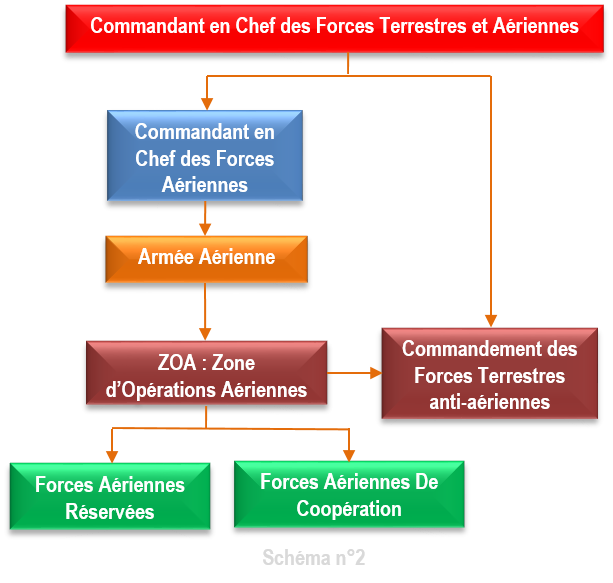 Commandant en Chef des Forces Terrestres et Aériennes
Commandant en
Chef des Forces
Aériennes
Armée Aérienne
ZOA : Zone
d’Opérations Aériennes
Commandement des
Forces Terrestres
anti-aériennes
Forces Aériennes
Réservées
Forces Aériennes De
Coopération
Schéma n°2